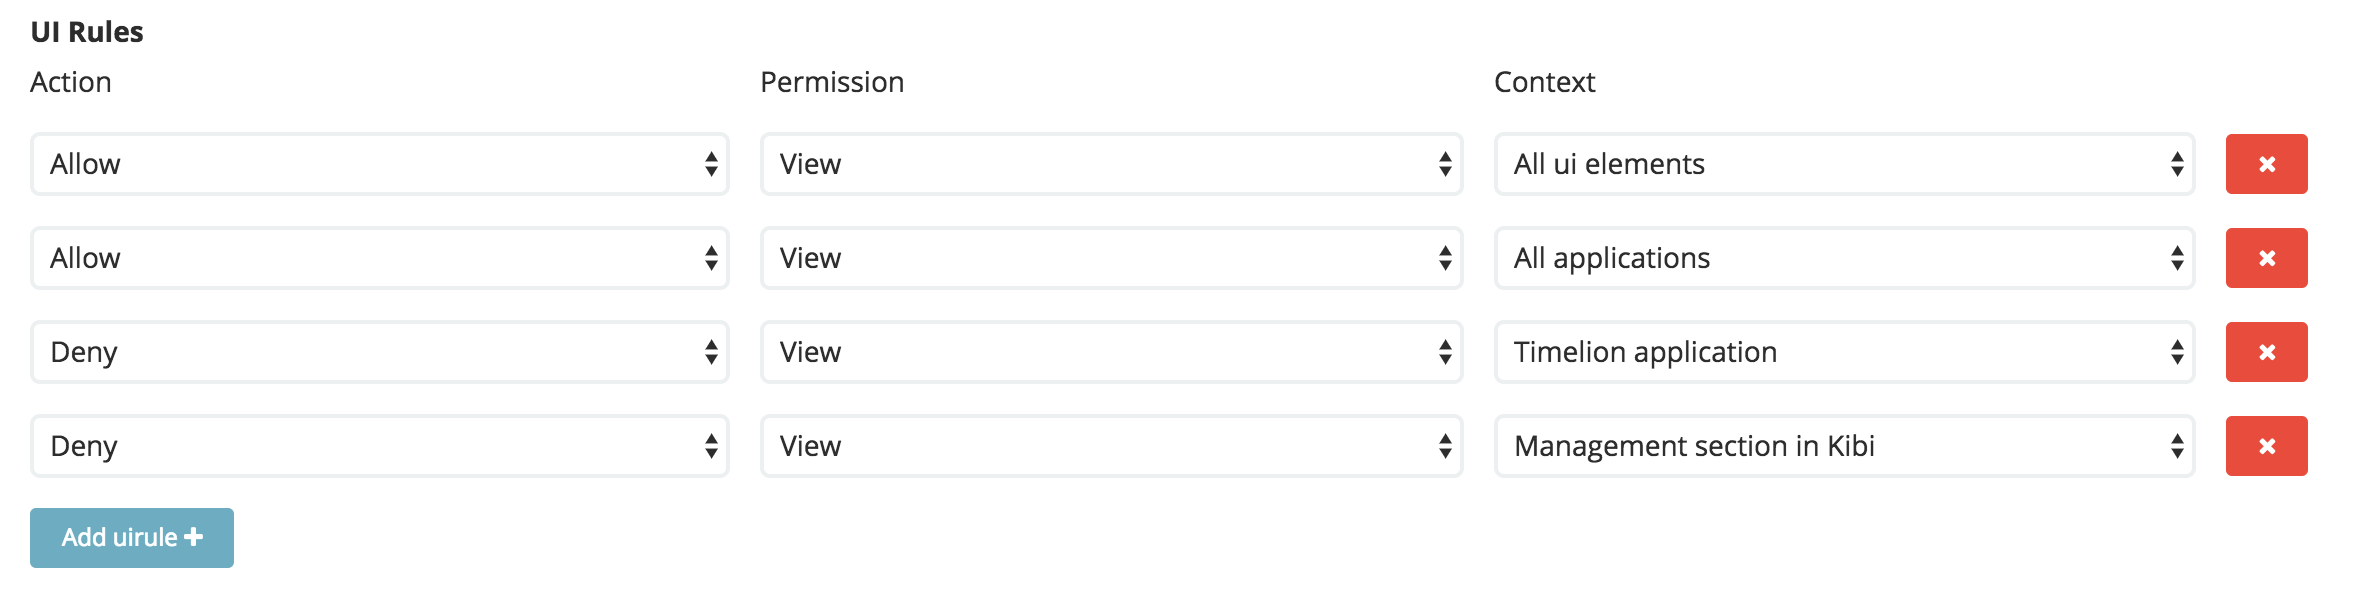 UI Rules
Action Permission Context
Allow View All ui elements
Allow View All applications
Deny View Timelion application
Deny View Management section in Kibi
Add uirule